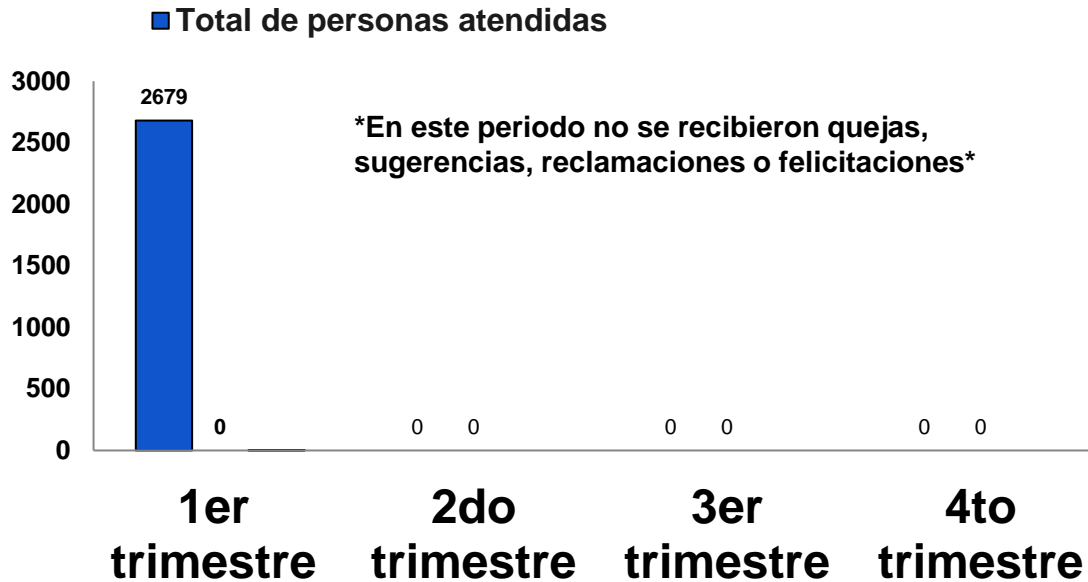 Total de personas atendidas
3000
2679
2500
*En este periodo no se recibieron quejas,
sugerencias, reclamaciones o felicitaciones*
2000
1500
1000
500
0 0 0 0 0 0 0
0
1er 2do 3er 4to
trimestre trimestre trimestre trimestre